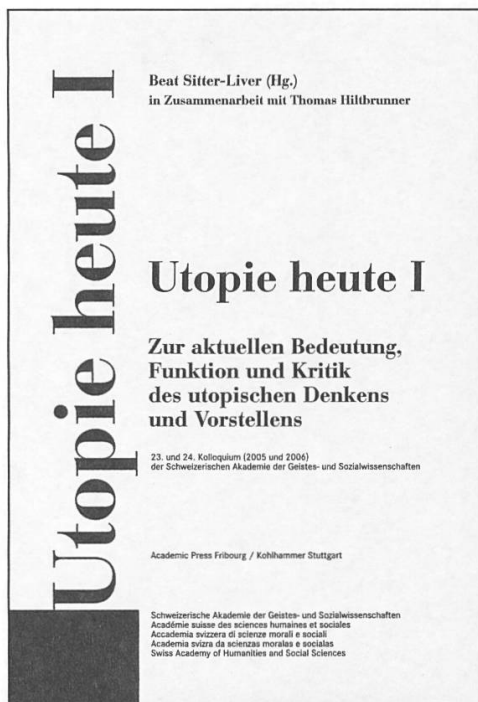 Utopie heute I
Beat Sitter-Liver (Hg.)
in Zusammenarbeit mit Thomas Hiltbrunner
Utopie heute I
Zur aktuellen Bedeutung,
Funktion und Kritik
des utopischen Denkens
und Vorstellens
23. und 24. Kolloquium (2005 und 2006)
der Schweizerischen Akademie der Geistes- und Sozialwissenschaften
Academic Press Fribourg / Kohlhammer Stuttgart
Schweizerische Akademie der Geistes- und Sozialwissenschaften
Académie suisse des sciences humaines et sociales
Accademia svizzera di scienze morali e sociali
Academia svizra da scienzas moralas e socialas
Swiss Academy of Humanities and Social Sciences